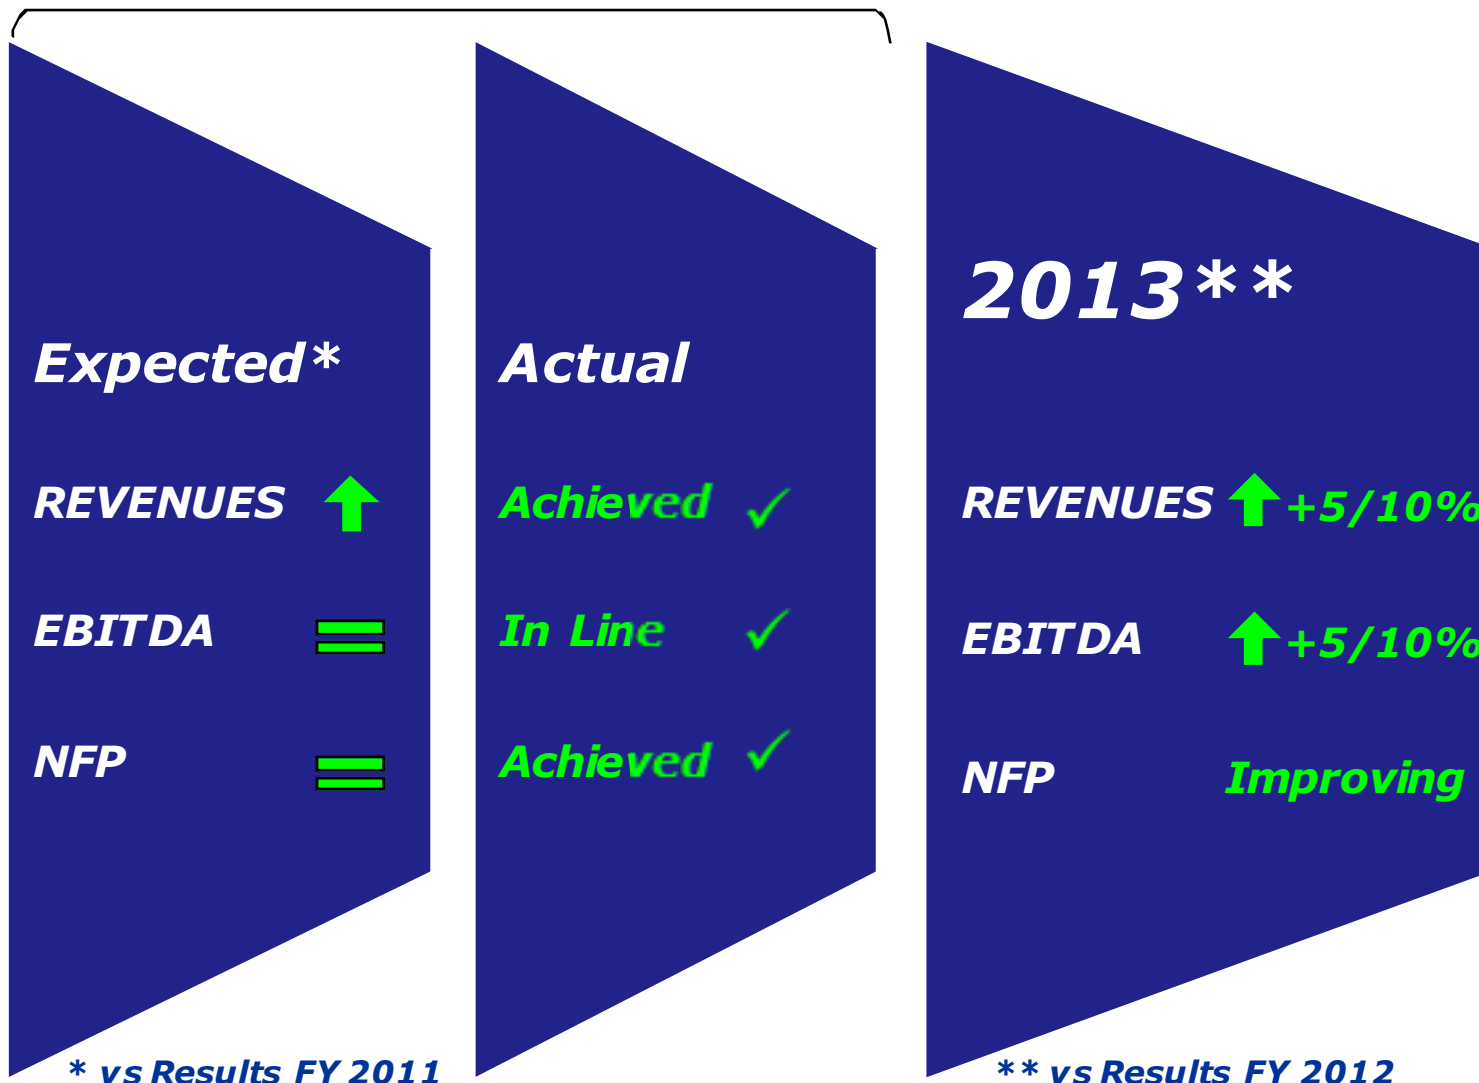 Expected*
REVENUES
EBITDA
NFP
* vs Results FY 2011
Actual
Achieved
In Line
Achieved
2013**
REVENUES +5/10%
EBITDA +5/10%
NFP Improving
** vs Results FY 2012